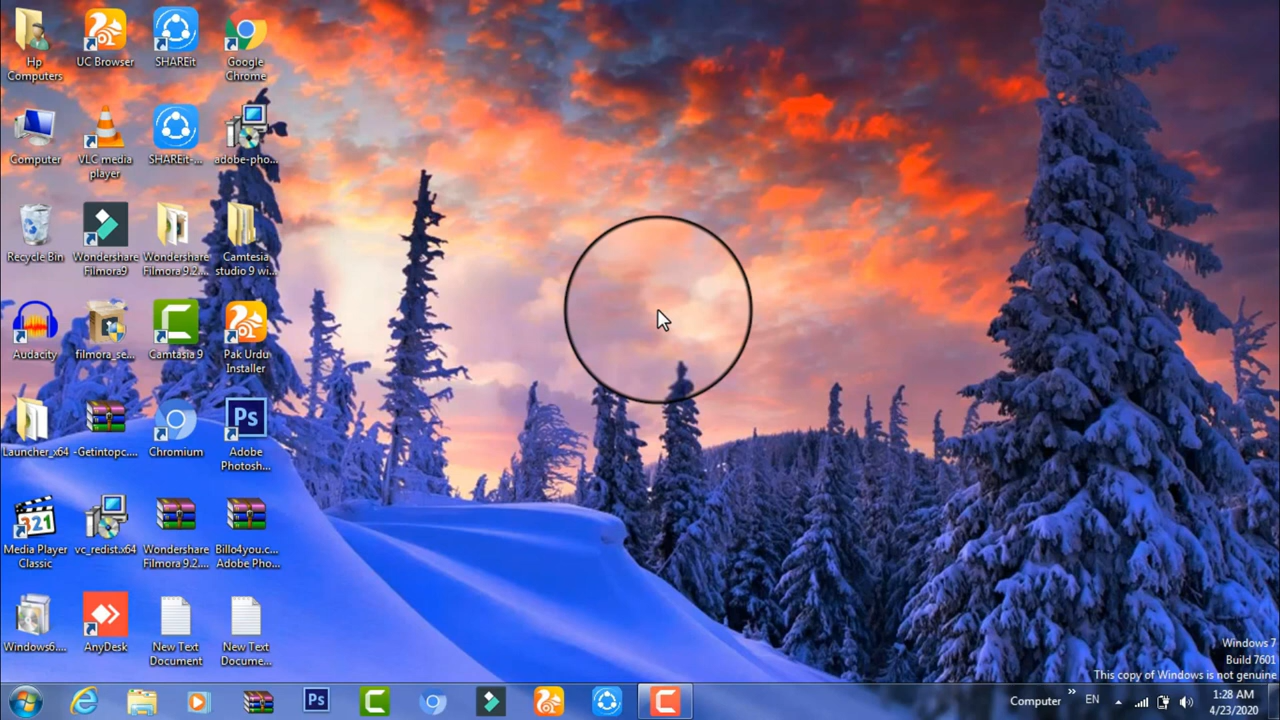 Hp
Computers
UC Browser
SHAREit
Google
Chrome
Computer
VLC media
player
SHAREit-...
adobe-pho...
Recycle Bin
Wondershare
Filmora9
Wondershare
Filmora 9.2....
Camtesia
studio 9 wi...
Audacity
filmora_se...
Camtasia 9
Pak Urdu
Installer
Launcher_x64
-Getintopc....
Chromium
Ps
Adobe
Photosh...
321
Media Player
Classic
vc_redist.x64
Wondershare
Filmora 9.2....
Billo4you.c...
Adobe Pho...
Windows6....
AnyDesk
New Text
Document
New Text
Docume...
Windows 7
Build 7601
This copy of Windows is not genuine
Ps
Computer
»
EN
1:28 AM
4/23/2020